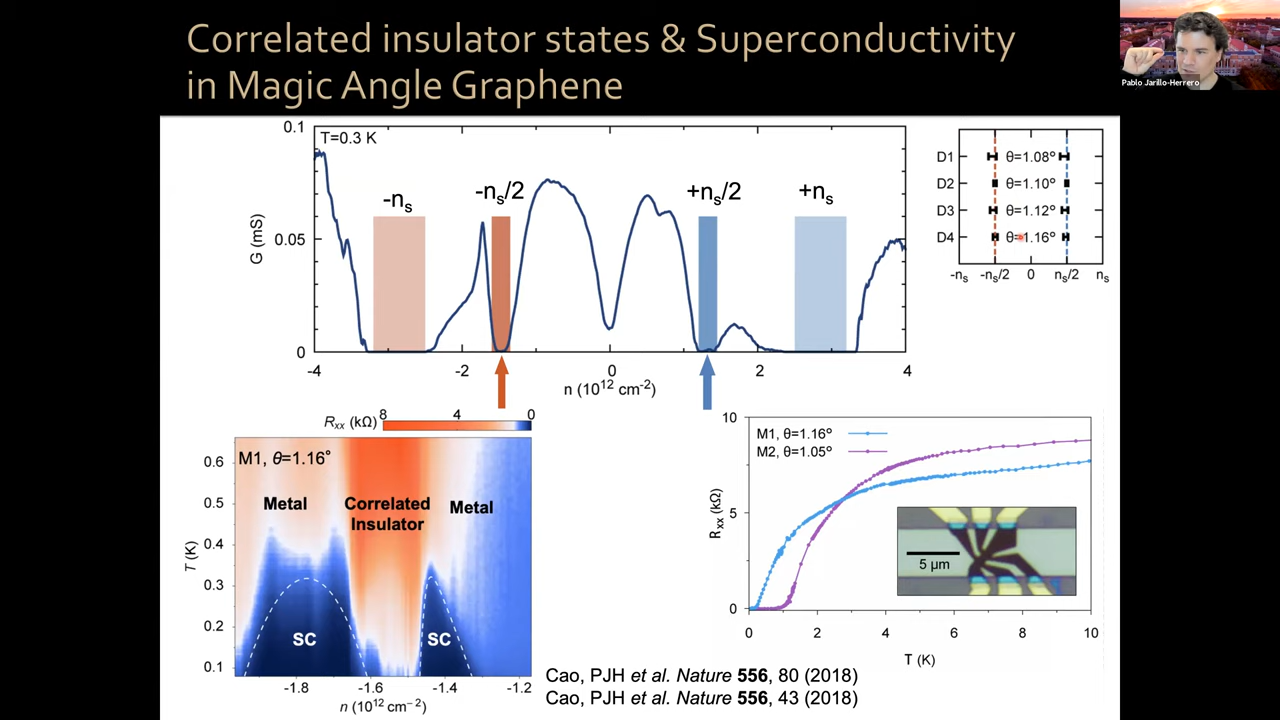 Correlated insulator states & Superconductivity
in Magic Angle Graphene
Pablo Jarillo-Herrero
T=0.3 K
0.1
0.05
0
G (mS)
-nₛ
-nₛ/2
+nₛ/2
+nₛ
-4
-2
0
2
4
n (10¹² cm⁻²)
D1 θ=1.08°
D2 θ=1.10°
D3 θ=1.12°
D4 θ=1.16°
-nₛ -nₛ/2 0 nₛ/2 nₛ
Rₓₓ (kΩ)
8 4 0
M1, θ=1.16°
Metal
Correlated
Insulator
Metal
SC
SC
T (K)
0.6
0.5
0.4
0.3
0.2
0.1
-1.8 -1.6 -1.4 -1.2
n (10¹² cm⁻²)
M1, θ=1.16°
M2, θ=1.05°
10
5
0
Rₓₓ (kΩ)
5 μm
0 2 4 6 8 10
T (K)
Cao, PJH et al. Nature 556, 80 (2018)
Cao, PJH et al. Nature 556, 43 (2018)